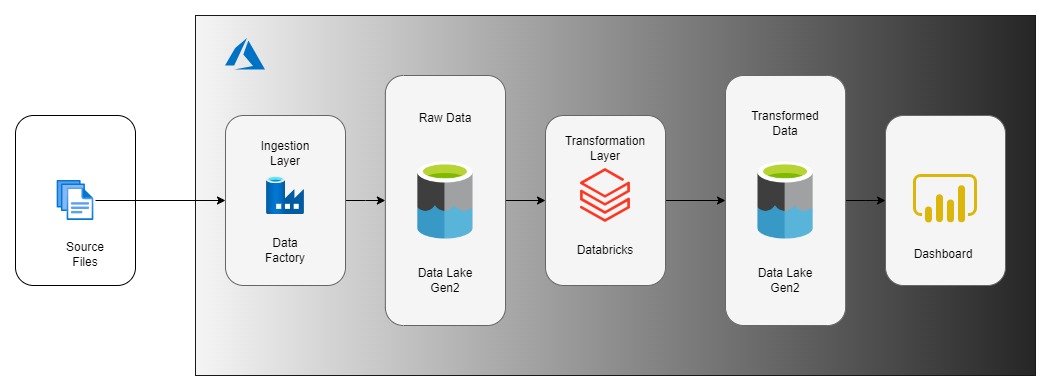 Source
Files
Ingestion
Layer
Data
Factory
Raw Data
Data Lake
Gen2
Transformation
Layer
Databricks
Transformed
Data
Data Lake
Gen2
Dashboard